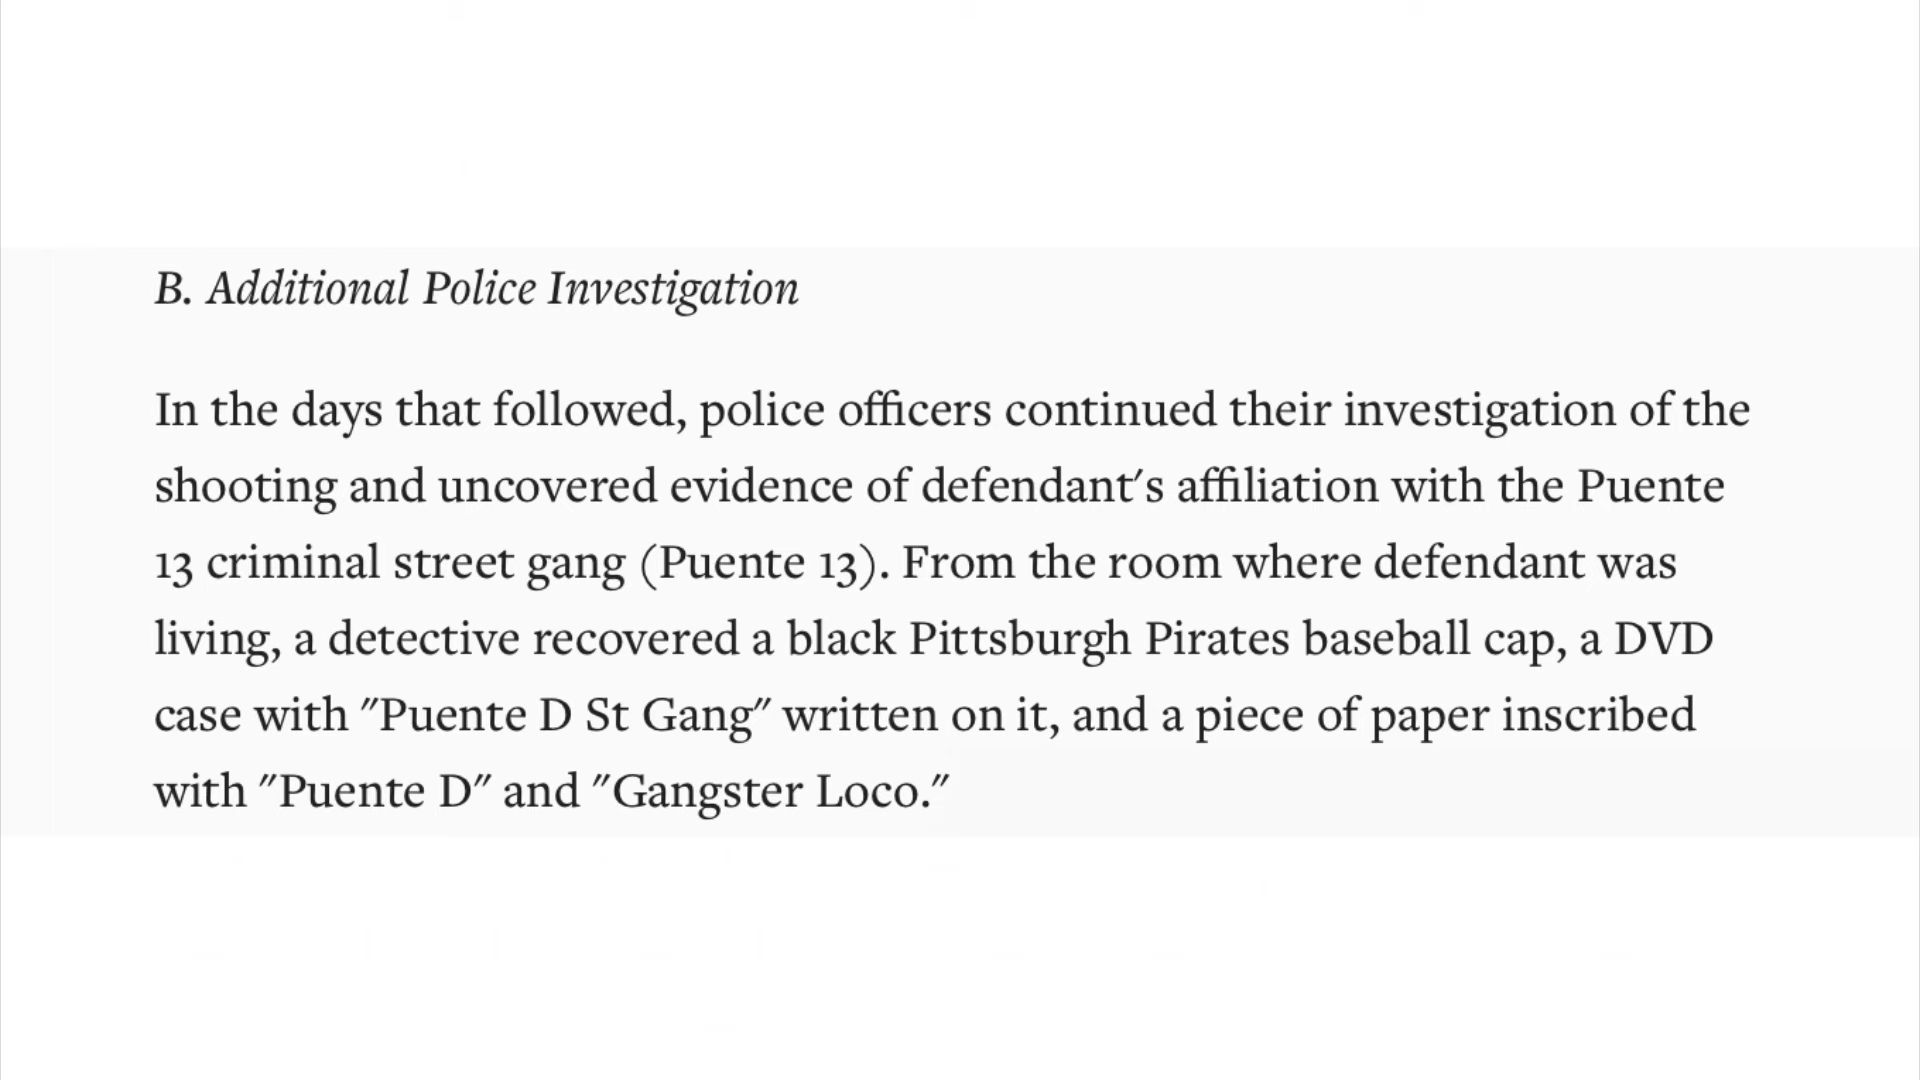 B. Additional Police Investigation
In the days that followed, police officers continued their investigation of the
shooting and uncovered evidence of defendant's affiliation with the Puente
13 criminal street gang (Puente 13). From the room where defendant was
living, a detective recovered a black Pittsburgh Pirates baseball cap, a DVD
case with "Puente D St Gang" written on it, and a piece of paper inscribed
with "Puente D" and "Gangster Loco."